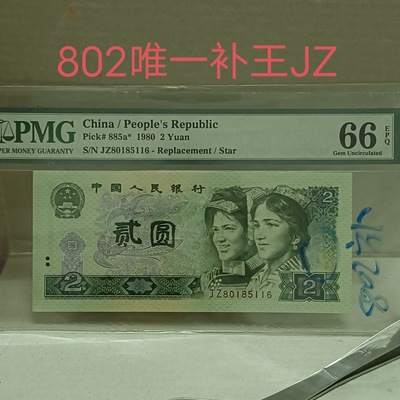 802唯一补王JZ
PMG
PAPER MONEY GUARANTY
China / People's Republic
Pick# 885a* 1980 2 Yuan
S/N JZ80185116 - Replacement / Star
66 EPQ
Gem Uncirculated
中国人民银行
2
贰圆
JZ80185116
2
2